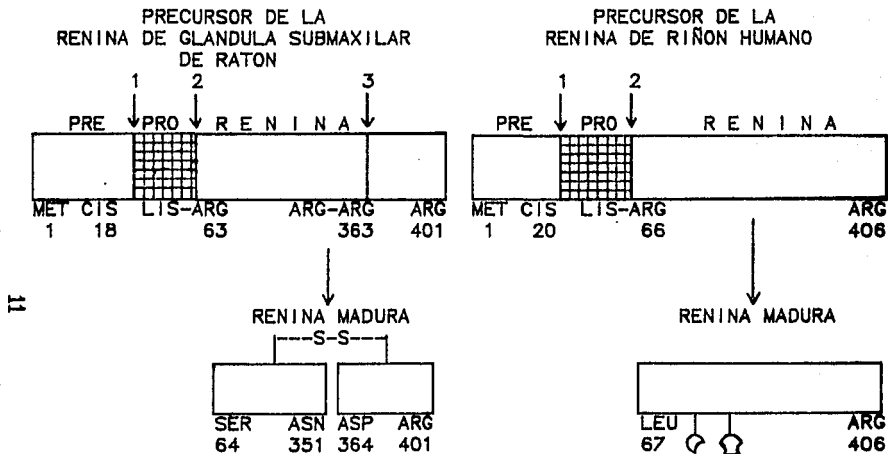 PRECURSOR DE LA
RENINA DE GLANDULA SUBMAXILAR
DE RATON
1 2 3
PRE PRO R E N I N A
MET CIS LIS-ARG ARG-ARG ARG
1 18 63 363 401
RENINA MADURA
----S-S----
SER ASN ASP ARG
64 351 364 401
PRECURSOR DE LA
RENINA DE RIÑON HUMANO
1 2
PRE PRO R E N I N A
MET CIS LIS-ARG ARG
1 20 66 406
RENINA MADURA
LEU ARG
67 406
11